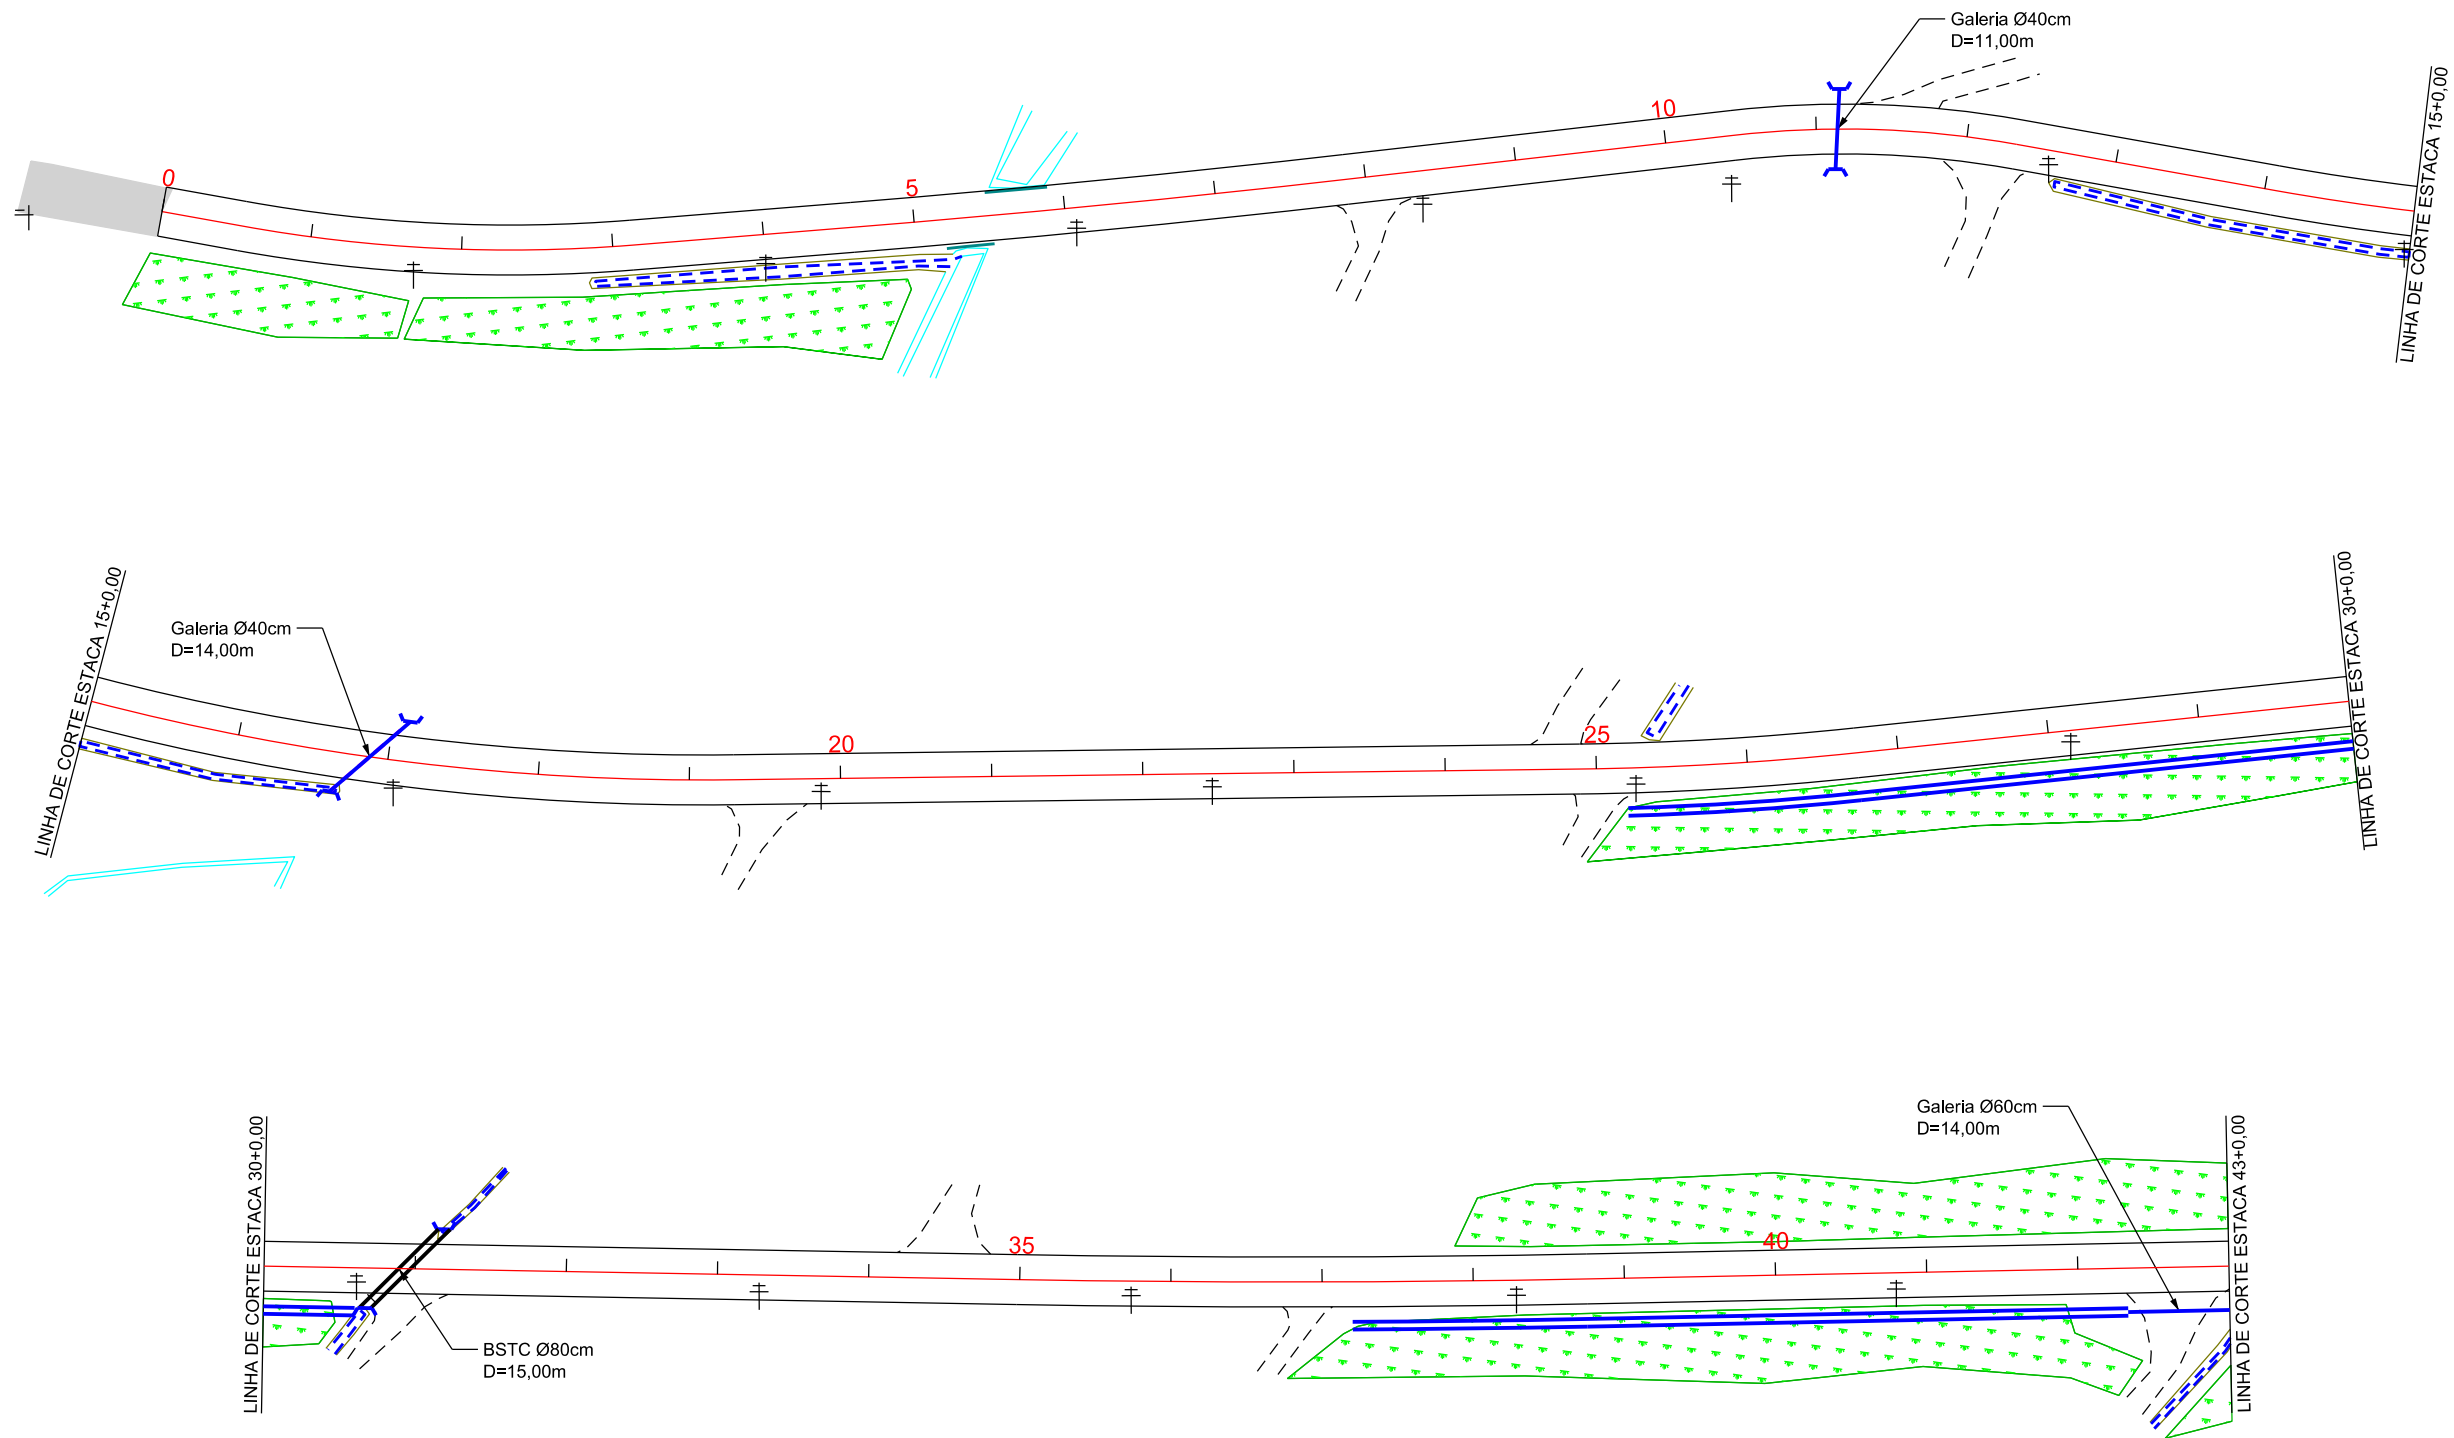 Galeria Ø40cm
D=11,00m
0
5
10
LINHA DE CORTE ESTACA 15+0,00
LINHA DE CORTE ESTACA 15+0,00
Galeria Ø40cm
D=14,00m
20
25
LINHA DE CORTE ESTACA 30+0,00
LINHA DE CORTE ESTACA 30+0,00
BSTC Ø80cm
D=15,00m
35
40
Galeria Ø60cm
D=14,00m
LINHA DE CORTE ESTACA 43+0,00